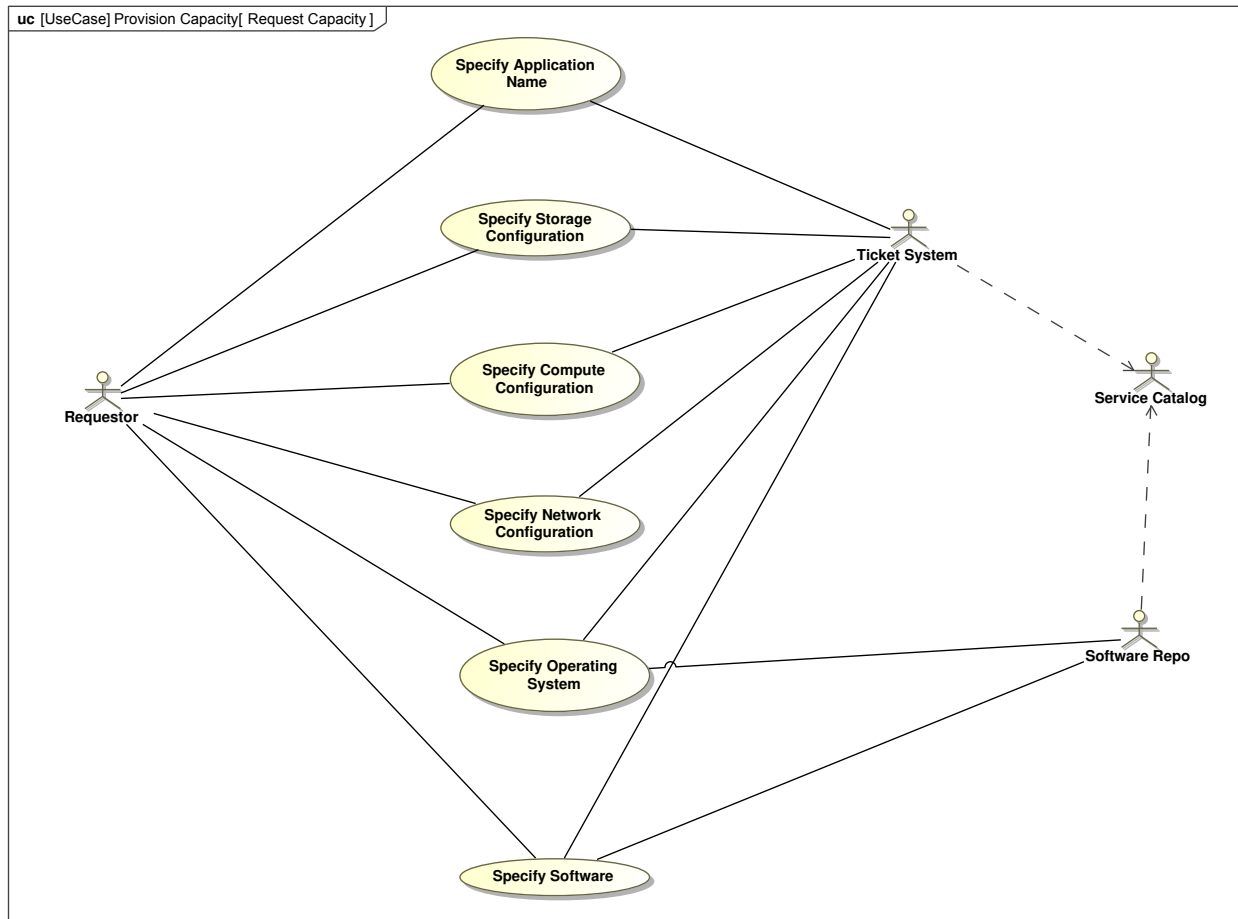 uc [UseCase] Provision Capacity[ Request Capacity ]
Specify Application
Name
Specify Storage
Configuration
Ticket System
Specify Compute
Configuration
Service Catalog
Requestor
Specify Network
Configuration
Specify Operating
System
Software Repo
Specify Software